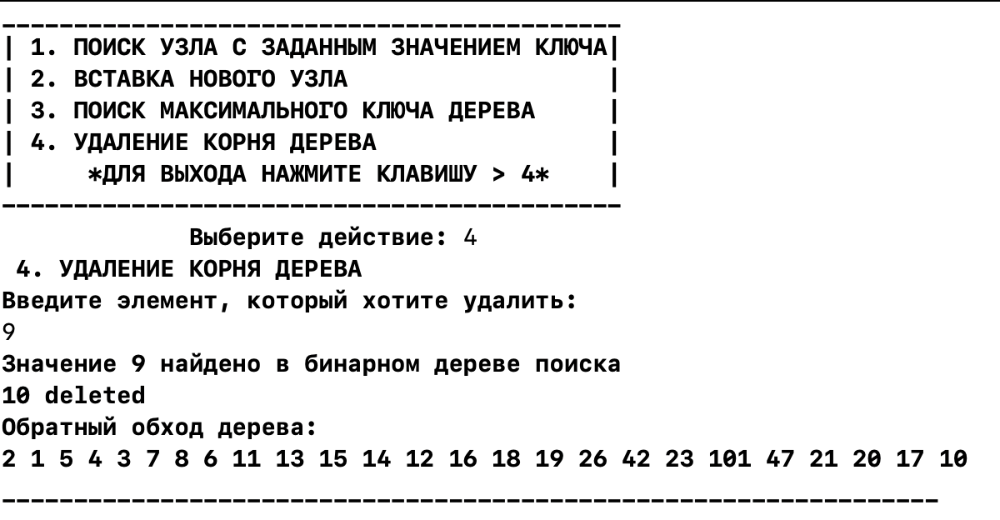 -------------------------------------------
| 1. ПОИСК УЗЛА С ЗАДАННЫМ ЗНАЧЕНИЕМ КЛЮЧА|
| 2. ВСТАВКА НОВОГО УЗЛА                  |
| 3. ПОИСК МАКСИМАЛЬНОГО КЛЮЧА ДЕРЕВА     |
| 4. УДАЛЕНИЕ КОРНЯ ДЕРЕВА                |
|     *ДЛЯ ВЫХОДА НАЖМИТЕ КЛАВИШУ > 4*    |
-------------------------------------------
Выберите действие: 4
4. УДАЛЕНИЕ КОРНЯ ДЕРЕВА
Введите элемент, который хотите удалить:
9
Значение 9 найдено в бинарном дереве поиска
10 deleted
Обратный обход дерева:
2 1 5 4 3 7 8 6 11 13 15 14 12 16 18 19 26 42 23 101 47 21 20 17 10
-----------------------------------------------------------------